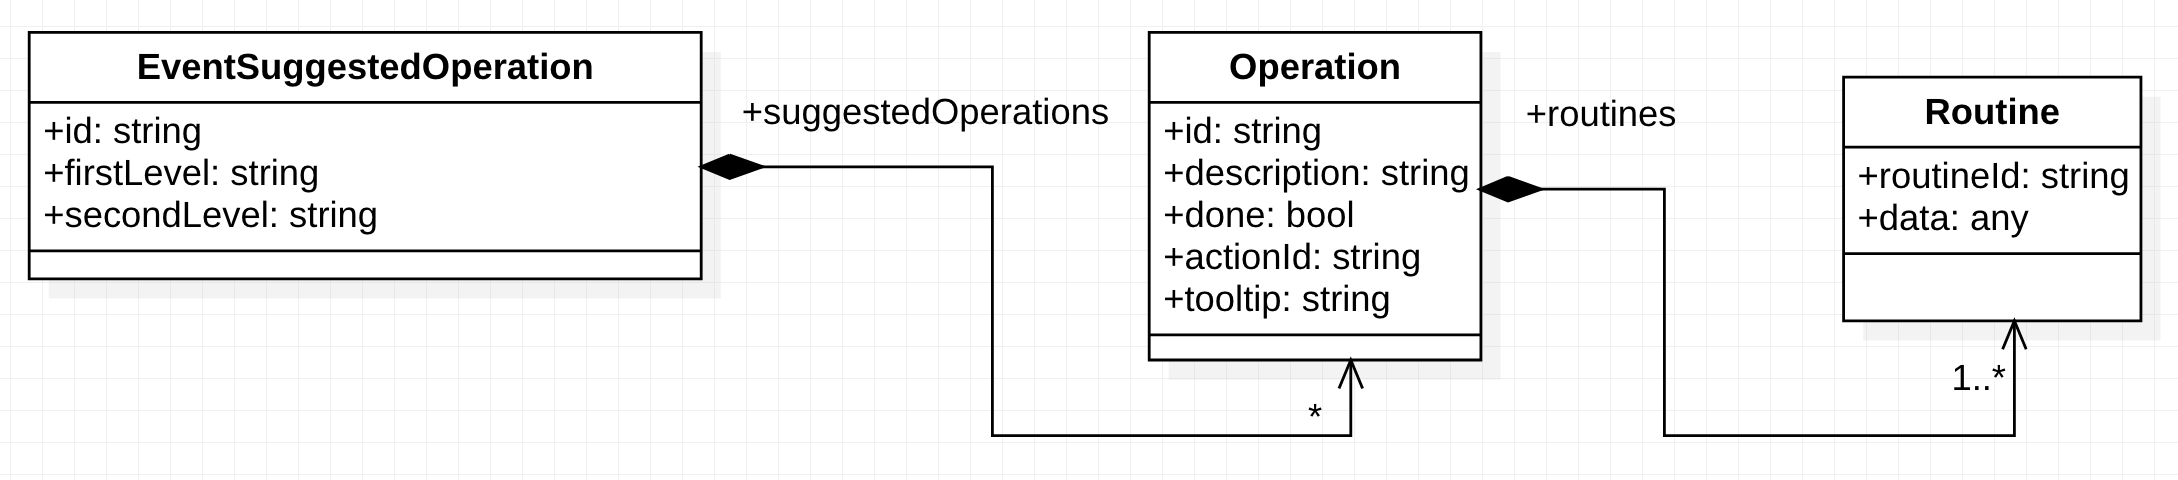 EventSuggestedOperation
+id: string
+firstLevel: string
+secondLevel: string
+suggestedOperations
Operation
+id: string
+description: string
+done: bool
+actionId: string
+tooltip: string
*
+routines
Routine
+routineId: string
+data: any
1..*